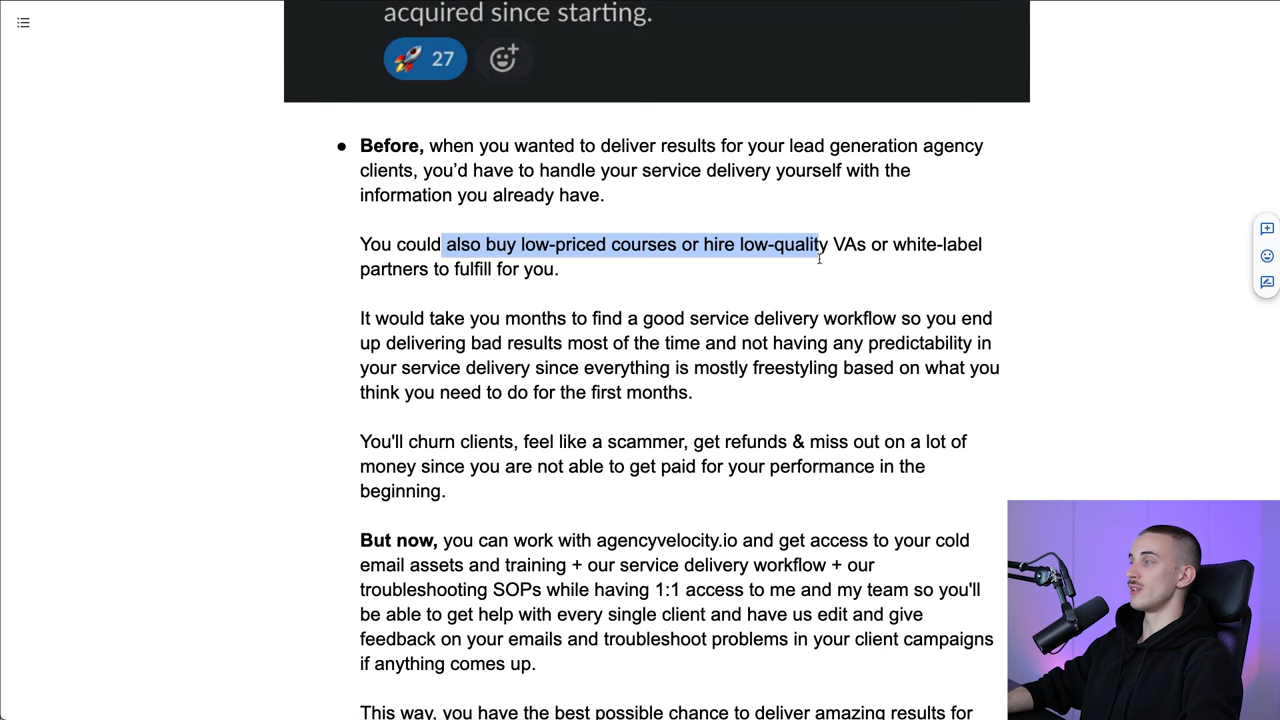 acquired since starting.
27
● Before, when you wanted to deliver results for your lead generation agency
clients, you’d have to handle your service delivery yourself with the
information you already have.
You could also buy low-priced courses or hire low-quality VAs or white-label
partners to fulfill for you.
It would take you months to find a good service delivery workflow so you end
up delivering bad results most of the time and not having any predictability in
your service delivery since everything is mostly freestyling based on what you
think you need to do for the first months.
You'll churn clients, feel like a scammer, get refunds & miss out on a lot of
money since you are not able to get paid for your performance in the
beginning.
But now, you can work with agencyvelocity.io and get access to your cold
email assets and training + our service delivery workflow + our
troubleshooting SOPs while having 1:1 access to me and my team so you'll
be able to get help with every single client and have us edit and give
feedback on your emails and troubleshoot problems in your client campaigns
if anything comes up.
This way, you have the best possible chance to deliver amazing results for